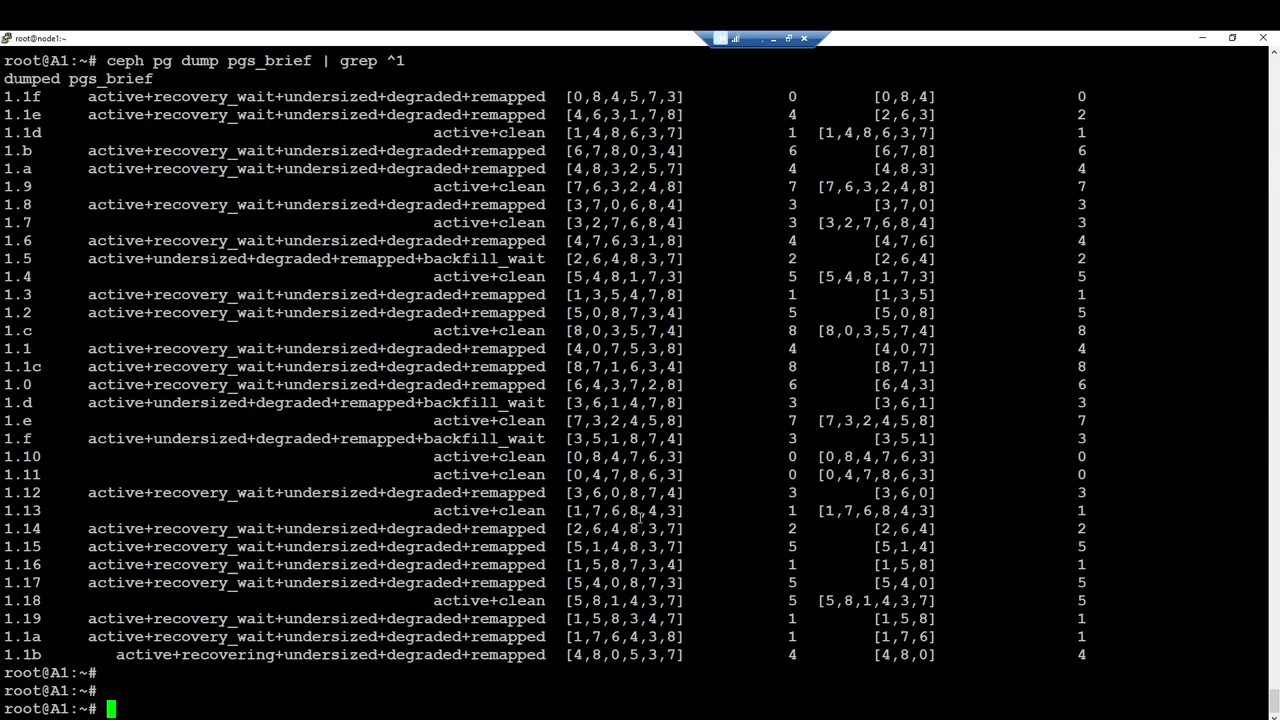 root@node1:~
root@A1:~# ceph pg dump pgs_brief | grep ^1
dumped pgs_brief
1.1f active+recovery_wait+undersized+degraded+remapped [0,8,4,5,7,3] 0 [0,8,4] 0
1.1e active+recovery_wait+undersized+degraded+remapped [4,6,3,1,7,8] 4 [2,6,3] 2
1.1d active+clean [1,4,8,6,3,7] 1 [1,4,8,6,3,7] 1
1.b active+recovery_wait+undersized+degraded+remapped [6,7,8,0,3,4] 6 [6,7,8] 6
1.a active+recovery_wait+undersized+degraded+remapped [4,8,3,2,5,7] 4 [4,8,3] 4
1.9 active+clean [7,6,3,2,4,8] 7 [7,6,3,2,4,8] 7
1.8 active+recovery_wait+undersized+degraded+remapped [3,7,0,6,8,4] 3 [3,7,0] 3
1.7 active+clean [3,2,7,6,8,4] 3 [3,2,7,6,8,4] 3
1.6 active+recovery_wait+undersized+degraded+remapped [4,7,6,3,1,8] 4 [4,7,6] 4
1.5 active+undersized+degraded+remapped+backfill_wait [2,6,4,8,3,7] 2 [2,6,4] 2
1.4 active+clean [5,4,8,1,7,3] 5 [5,4,8,1,7,3] 5
1.3 active+recovery_wait+undersized+degraded+remapped [1,3,5,4,7,8] 1 [1,3,5] 1
1.2 active+recovery_wait+undersized+degraded+remapped [5,0,8,7,3,4] 5 [5,0,8] 5
1.c active+clean [8,0,3,5,7,4] 8 [8,0,3,5,7,4] 8
1.1 active+recovery_wait+undersized+degraded+remapped [4,0,7,5,3,8] 4 [4,0,7] 4
1.1c active+recovery_wait+undersized+degraded+remapped [8,7,1,6,3,4] 8 [8,7,1] 8
1.0 active+recovery_wait+undersized+degraded+remapped [6,4,3,7,2,8] 6 [6,4,3] 6
1.d active+undersized+degraded+remapped+backfill_wait [3,6,1,4,7,8] 3 [3,6,1] 3
1.e active+clean [7,3,2,4,5,8] 7 [7,3,2,4,5,8] 7
1.f active+undersized+degraded+remapped+backfill_wait [3,5,1,8,7,4] 3 [3,5,1] 3
1.10 active+clean [0,8,4,7,6,3] 0 [0,8,4,7,6,3] 0
1.11 active+clean [0,4,7,8,6,3] 0 [0,4,7,8,6,3] 0
1.12 active+recovery_wait+undersized+degraded+remapped [3,6,0,8,7,4] 3 [3,6,0] 3
1.13 active+clean [1,7,6,8,4,3] 1 [1,7,6,8,4,3] 1
1.14 active+recovery_wait+undersized+degraded+remapped [2,6,4,8,3,7] 2 [2,6,4] 2
1.15 active+recovery_wait+undersized+degraded+remapped [5,1,4,8,3,7] 5 [5,1,4] 5
1.16 active+recovery_wait+undersized+degraded+remapped [1,5,8,7,3,4] 1 [1,5,8] 1
1.17 active+recovery_wait+undersized+degraded+remapped [5,4,0,8,7,3] 5 [5,4,0] 5
1.18 active+clean [5,8,1,4,3,7] 5 [5,8,1,4,3,7] 5
1.19 active+recovery_wait+undersized+degraded+remapped [1,5,8,3,4,7] 1 [1,5,8] 1
1.1a active+recovery_wait+undersized+degraded+remapped [1,7,6,4,3,8] 1 [1,7,6] 1
1.1b active+recovering+undersized+degraded+remapped [4,8,0,5,3,7] 4 [4,8,0] 4
root@A1:~#
root@A1:~#
root@A1:~#